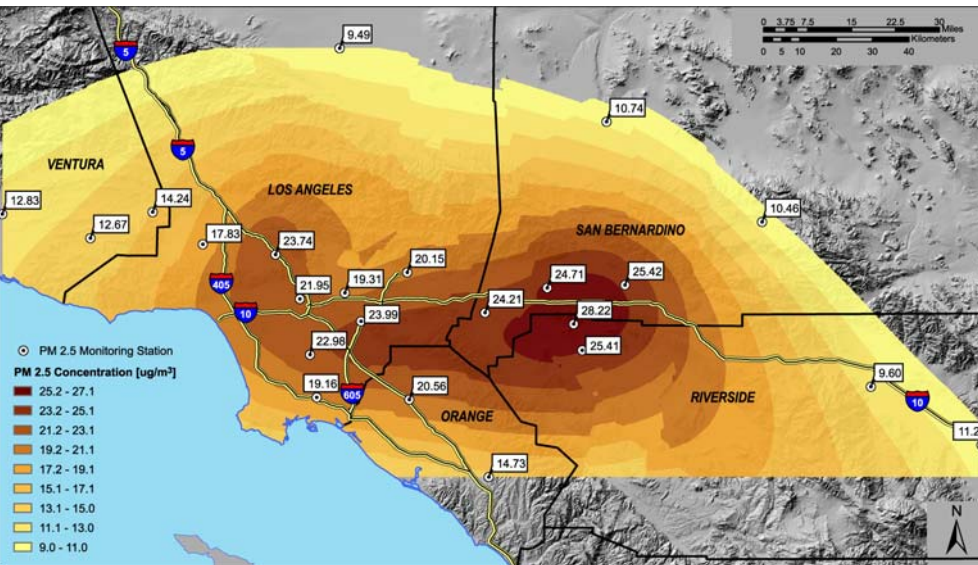 9.49
0 3.75 7.5 15 22.5 30
Miles
Kilometers
0 5 10 20 30 40
5
10.74
5
VENTURA
LOS ANGELES
12.83
14.24
10.46
12.67
17.83
SAN BERNARDINO
23.74
20.15
24.71
25.42
405
21.95
19.31
24.21
10
23.99
28.22
PM 2.5 Monitoring Station
22.98
25.41
PM 2.5 Concentration [ug/m³]
25.2 - 27.1
23.2 - 25.1
21.2 - 23.1
19.2 - 21.1
17.2 - 19.1
15.1 - 17.1
13.1 - 15.0
11.1 - 13.0
9.0 - 11.0
19.16
605
20.56
ORANGE
RIVERSIDE
9.60
10
11.2
14.73
N